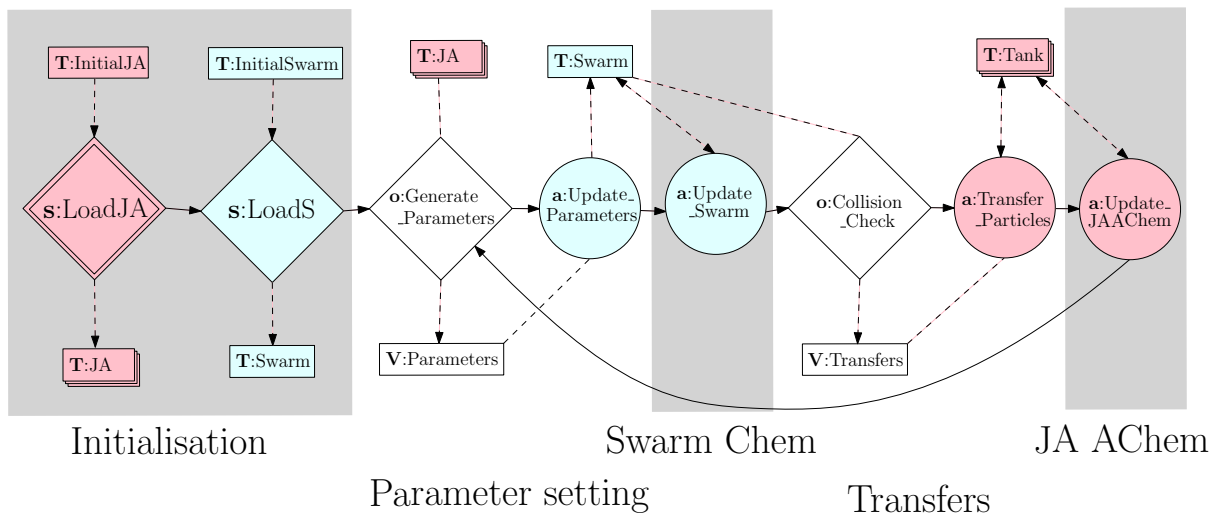 T:InitialJA
T:InitialSwarm
T:JA
T:Swarm
T:Tank
s:LoadJA
s:LoadS
o:Generate
_Parameters
a:Update_
Parameters
a:Update
_Swarm
o:Collision
_Check
a:Transfer
_Particles
a:Update_
JAAChem
T:JA
T:Swarm
V:Parameters
V:Transfers
Initialisation
Swarm Chem
JA AChem
Parameter setting
Transfers